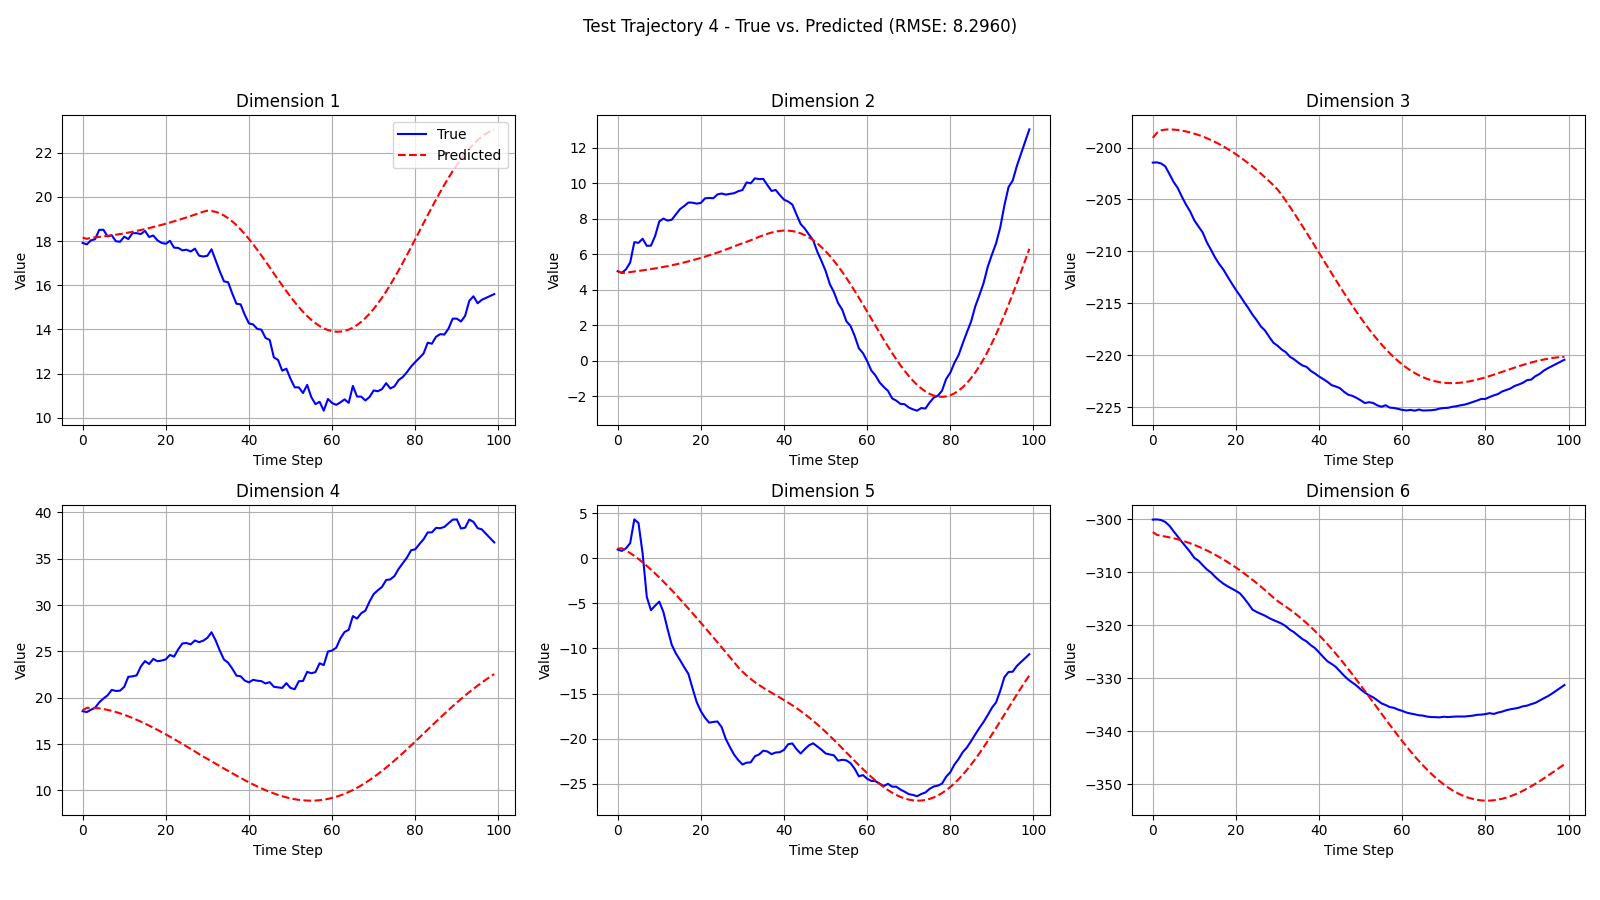 Test Trajectory 4 - True vs. Predicted (RMSE: 8.2960)
Dimension 1
True
Predicted
22
20
18
16
14
12
10
Value
0 20 40 60 80 100
Time Step
Dimension 2
12
10
8
6
4
2
0
−2
Value
0 20 40 60 80 100
Time Step
Dimension 3
−200
−205
−210
−215
−220
−225
Value
0 20 40 60 80 100
Time Step
Dimension 4
40
35
30
25
20
15
10
Value
0 20 40 60 80 100
Time Step
Dimension 5
5
0
−5
−10
−15
−20
−25
Value
0 20 40 60 80 100
Time Step
Dimension 6
−300
−310
−320
−330
−340
−350
Value
0 20 40 60 80 100
Time Step